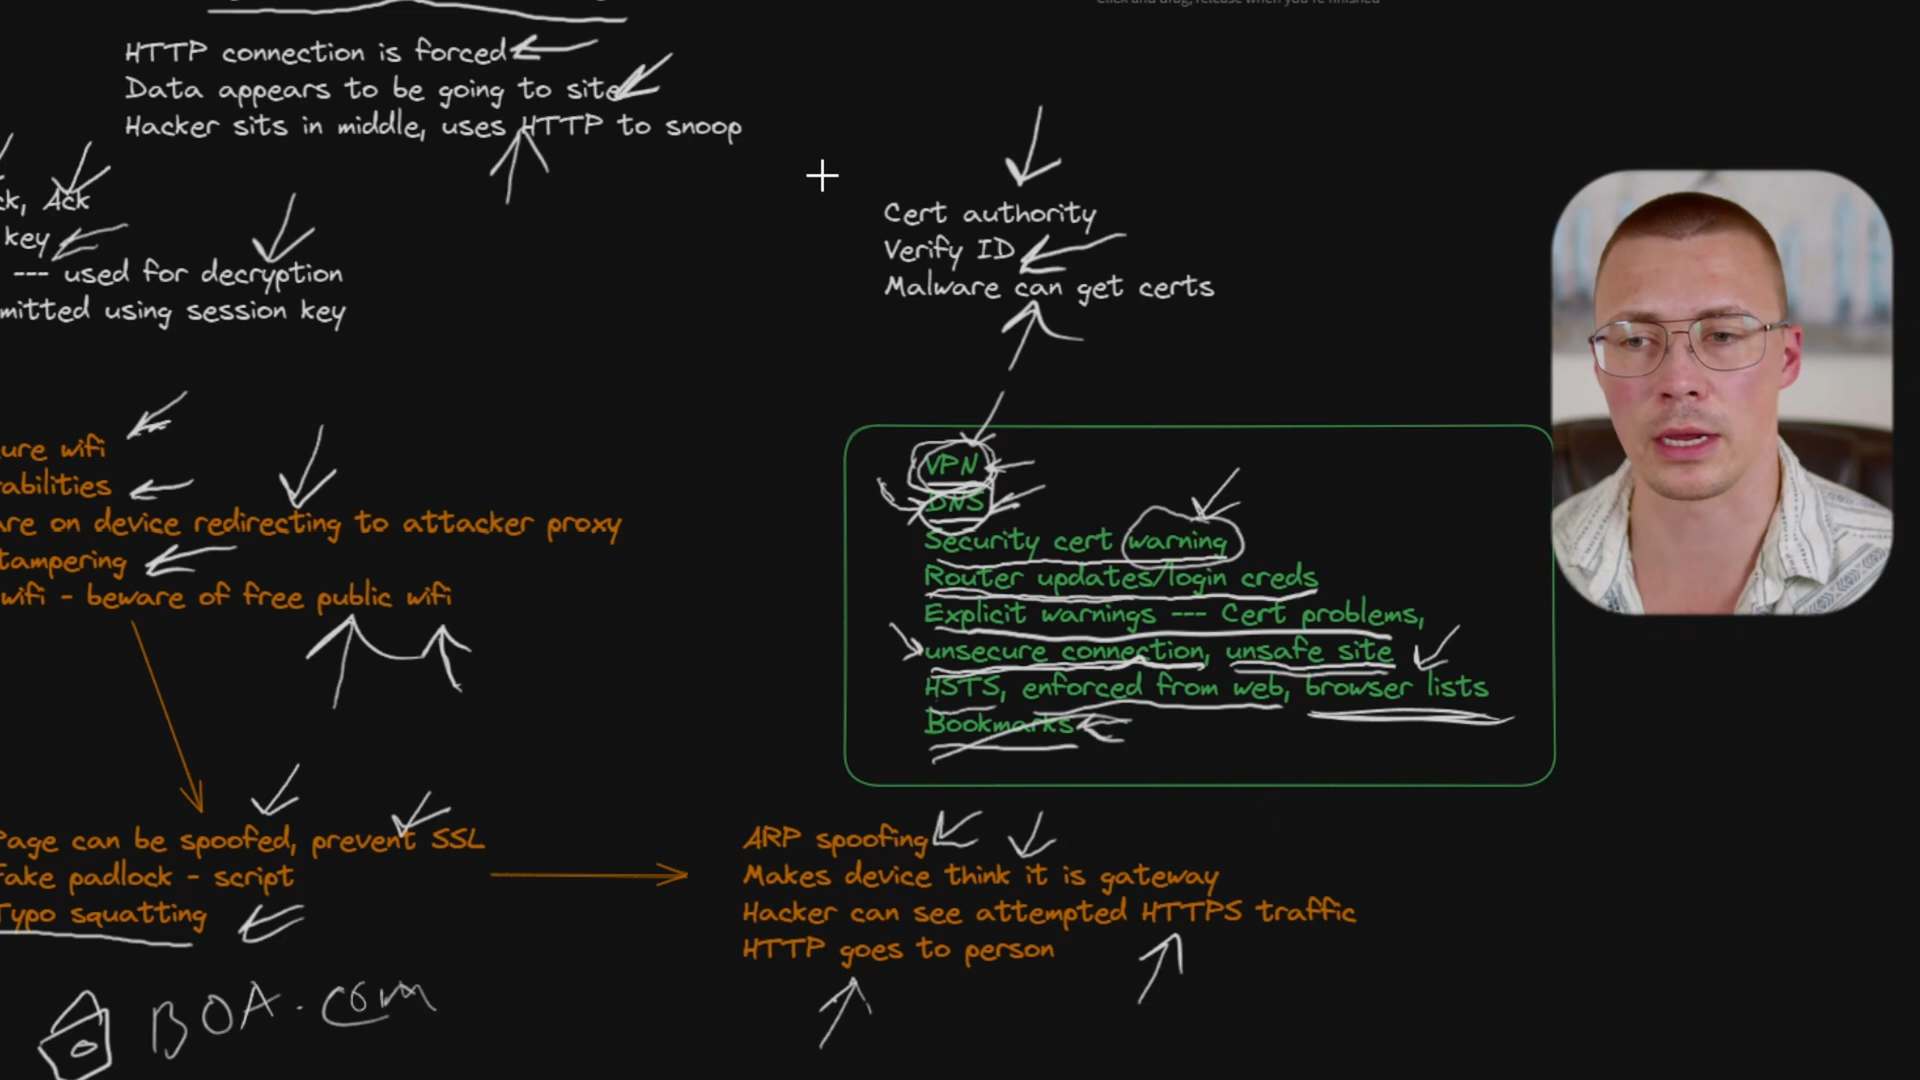 HTTP connection is forced
Data appears to be going to site
Hacker sits in middle, uses HTTP to snoop
ck, Ack
key
--- used for decryption
mitted using session key
Cert authority
Verify ID
Malware can get certs
ure wifi
abilities
are on device redirecting to attacker proxy
tampering
wifi - beware of free public wifi
VPN
DNS
Security cert warning
Router updates/login creds
Explicit warnings --- Cert problems,
unsecure connection, unsafe site
HSTS, enforced from web, browser lists
Bookmarks
Page can be spoofed, prevent SSL
Fake padlock - script
Typo squatting
ARP spoofing
Makes device think it is gateway
Hacker can see attempted HTTPS traffic
HTTP goes to person
BOA.com